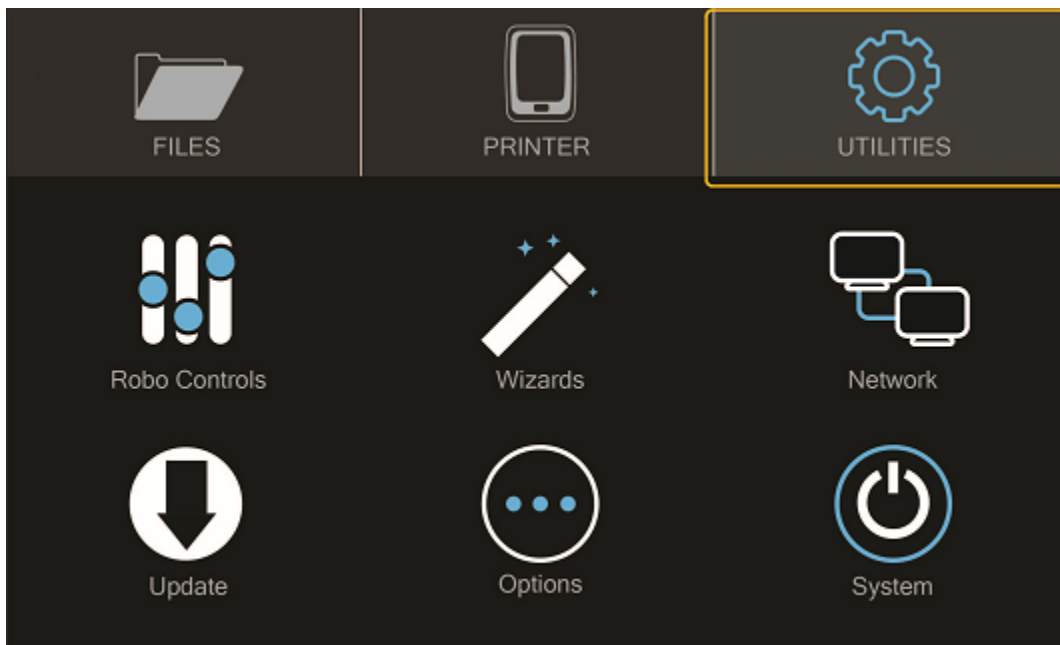 FILES
PRINTER
UTILITIES
Robo Controls
Wizards
Network
Update
Options
System